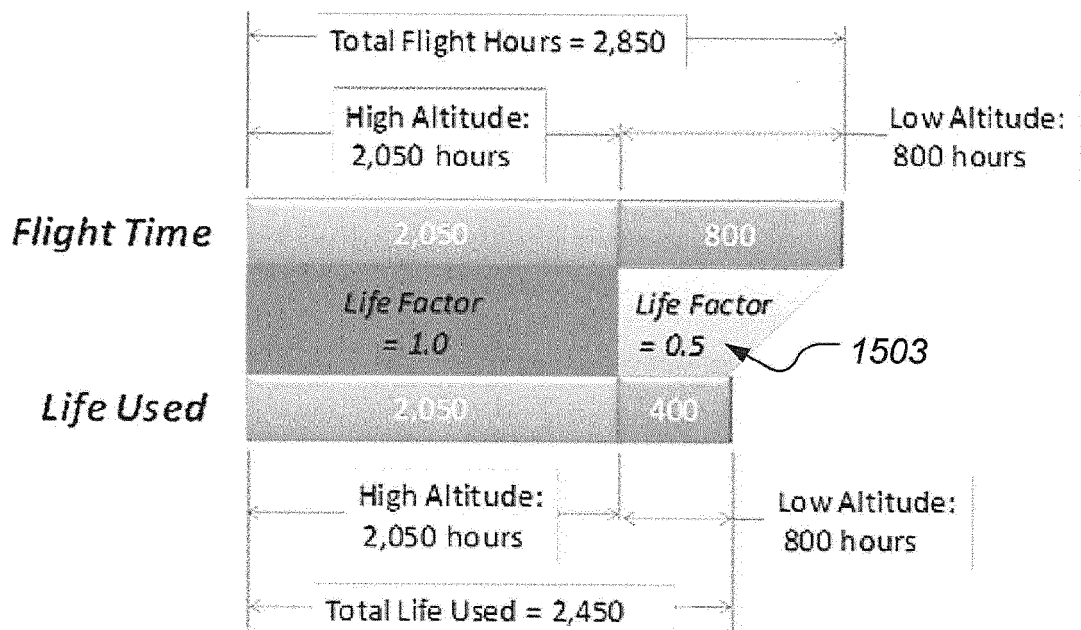 Total Flight Hours = 2,850
High Altitude:
2,050 hours
Low Altitude:
800 hours
Flight Time
2,050
800
Life Factor
= 1.0
Life Factor
= 0.5
1503
Life Used
2,050
400
High Altitude:
2,050 hours
Low Altitude:
800 hours
Total Life Used = 2,450